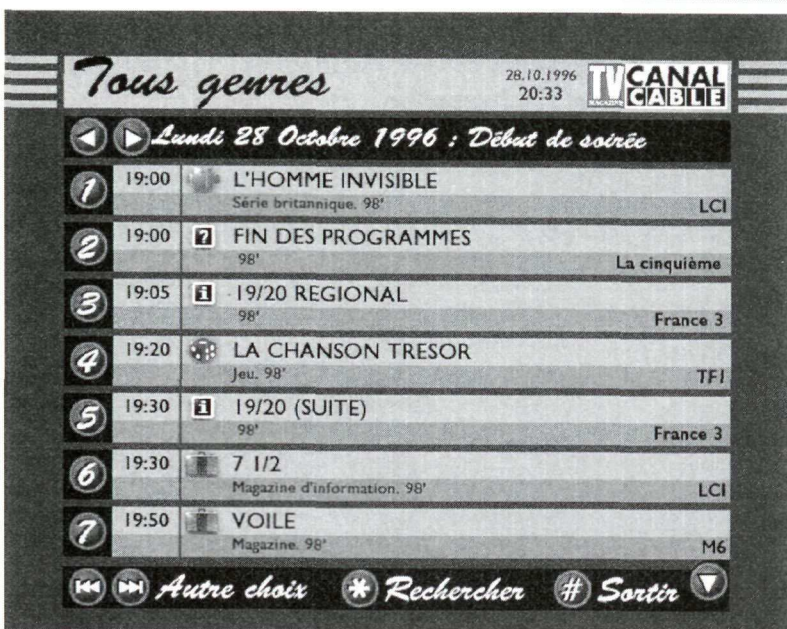 Tous genres
28.10.1996
20:33
TV MAGAZINE CANAL CABLE
Lundi 28 Octobre 1996 : Début de soirée
1 19:00 L'HOMME INVISIBLE
Série britannique. 98' LCI
2 19:00 ? FIN DES PROGRAMMES
98' La cinquième
3 19:05 i 19/20 REGIONAL
98' France 3
4 19:20 LA CHANSON TRESOR
Jeu. 98' TF1
5 19:30 i 19/20 (SUITE)
98' France 3
6 19:30 7 1/2
Magazine d'information. 98' LCI
7 19:50 VOILE
Magazine. 98' M6
Autre choix * Rechercher # Sortir